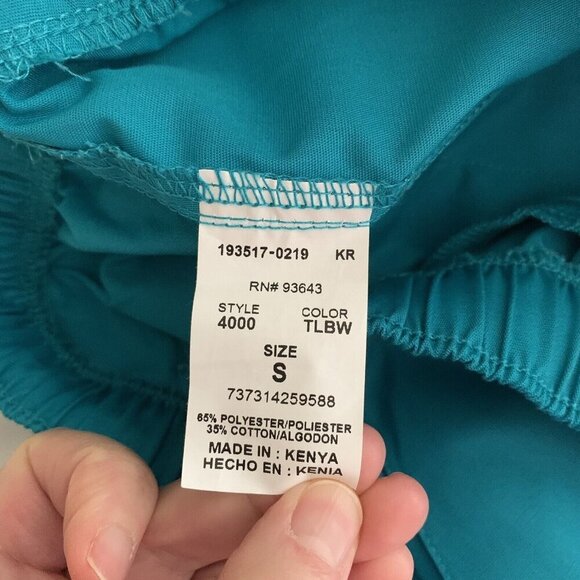 193517-0219 KR
RN# 93643
STYLE COLOR
4000 TLBW
SIZE
S
737314259588
65% POLYESTER/POLIESTER
35% COTTON/ALGODON
MADE IN : KENYA
HECHO EN : KENIA